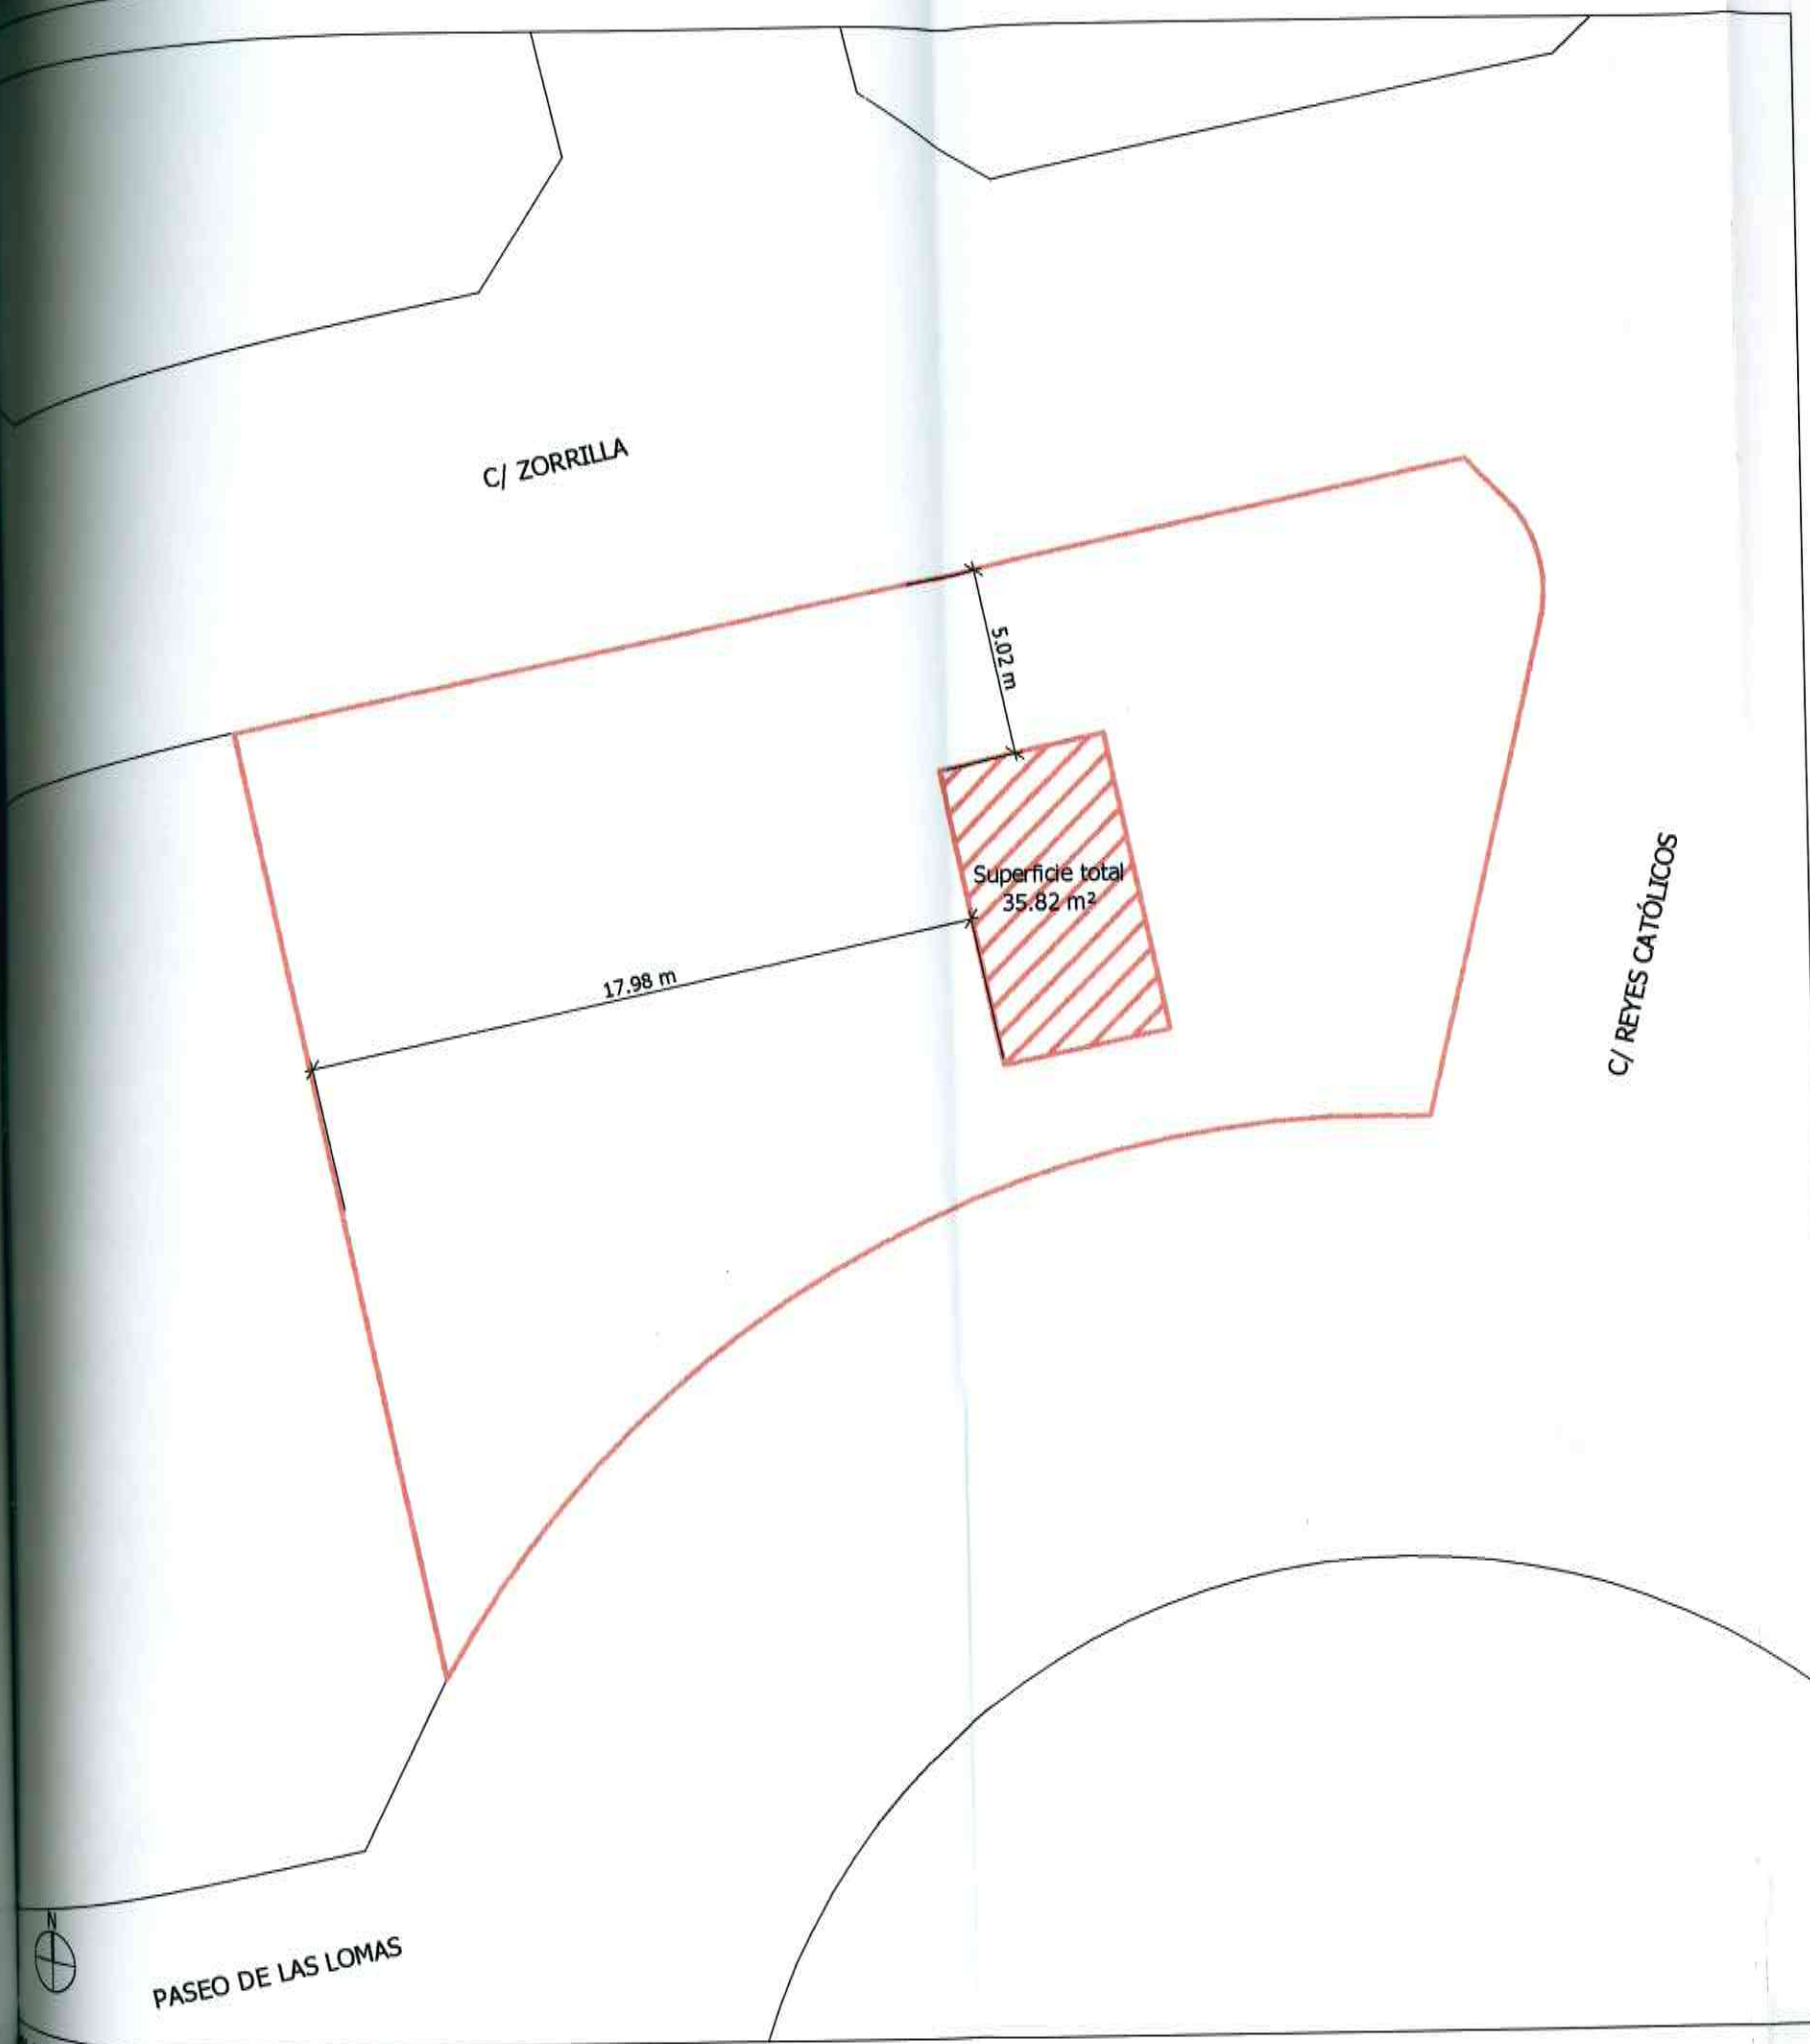 C/ ZORRILLA
5.02 m
Superficie total
35.82 m²
17.98 m
C/ REYES CATÓLICOS
N
PASEO DE LAS LOMAS